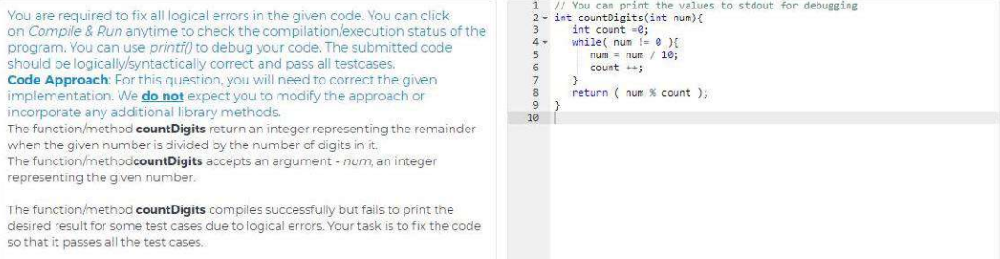 You are required to fix all logical errors in the given code. You can click
on Compile & Run anytime to check the compilation/execution status of the
program. You can use printf() to debug your code. The submitted code
should be logically/syntactically correct and pass all testcases.
Code Approach: For this question, you will need to correct the given
implementation. We do not expect you to modify the approach or
incorporate any additional library methods.
The function/method countDigits return an integer representing the remainder
when the given number is divided by the number of digits in it.
The function/methodcountDigits accepts an argument - num, an integer
representing the given number.
The function/method countDigits compiles successfully but fails to print the
desired result for some test cases due to logical errors. Your task is to fix the code
so that it passes all the test cases.
1 // You can print the values to stdout for debugging
2 int countDigits(int num){
3 int count =0;
4 while( num != 0 ){
5 num = num / 10;
6 count ++;
7 }
8 return ( num % count );
9 }
10